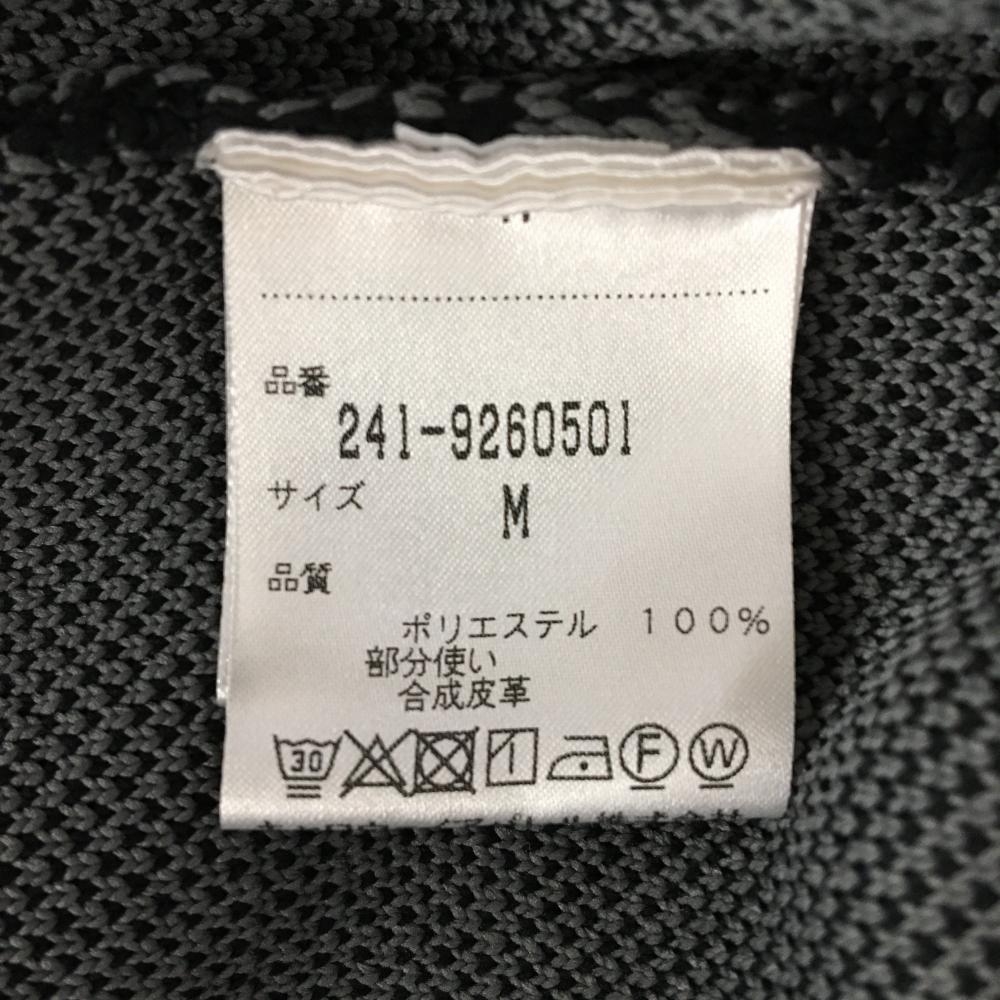 品番
241-9260501
サイズ
M
品質
ポリエステル １００％
部分使い
合成皮革
30
F
W